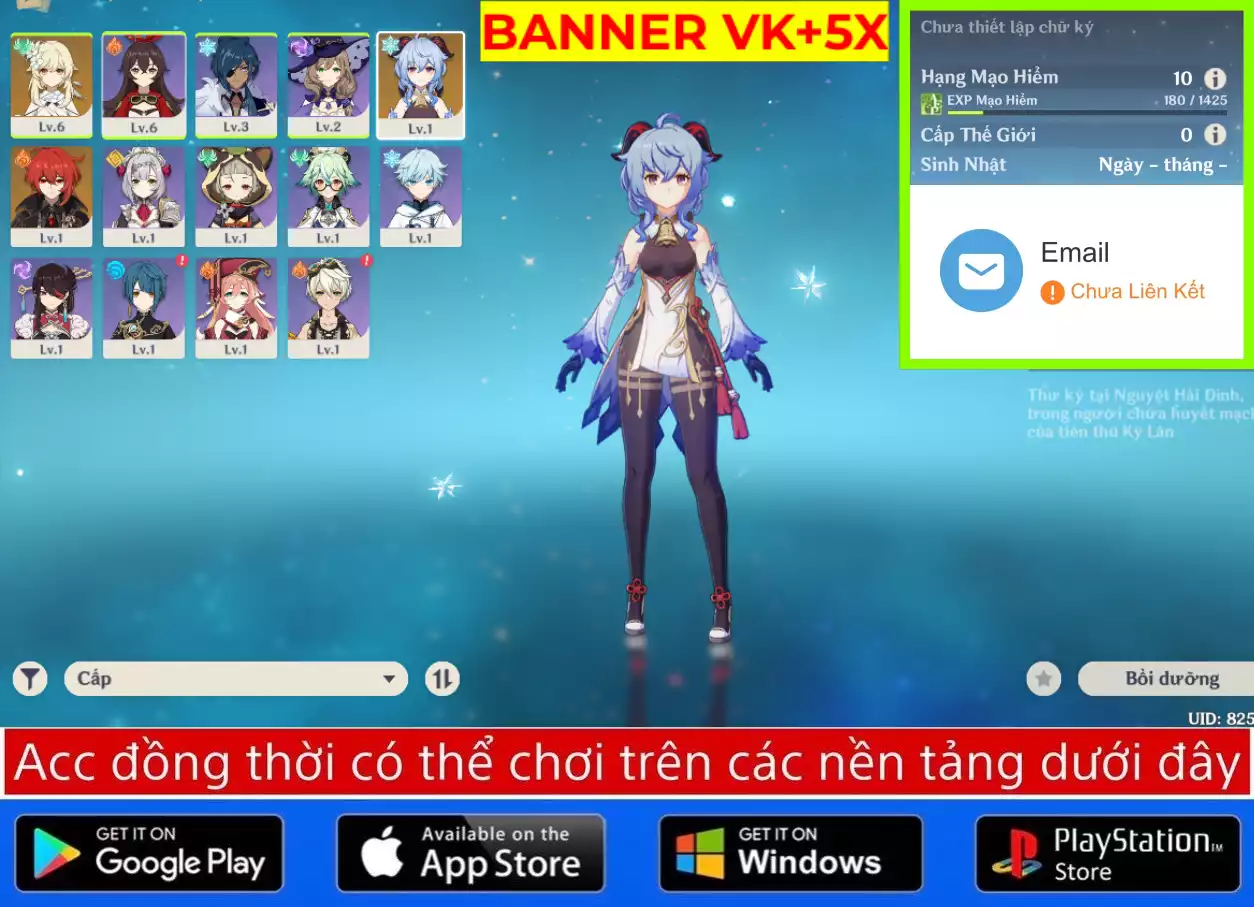 BANNER VK+5X
Chưa thiết lập chữ ký
Hạng Mạo Hiểm 10
EXP Mạo Hiểm 180 / 1425
Cấp Thế Giới 0
Sinh Nhật Ngày - tháng -
Email
Chưa Liên Kết
Lv.6 Lv.6 Lv.3 Lv.2 Lv.1
Lv.1 Lv.1 Lv.1 Lv.1 Lv.1
Lv.1 Lv.1 Lv.1 Lv.1
Thư ký tại Nguyệt Hải Đình,
trong người chứa huyết mạch
của tiên thú Kỳ Lân
Cấp
Bồi dưỡng
UID: 825
Acc đồng thời có thể chơi trên các nền tảng dưới đây
GET IT ON
Google Play
Available on the
App Store
GET IT ON
Windows
PlayStation™
Store